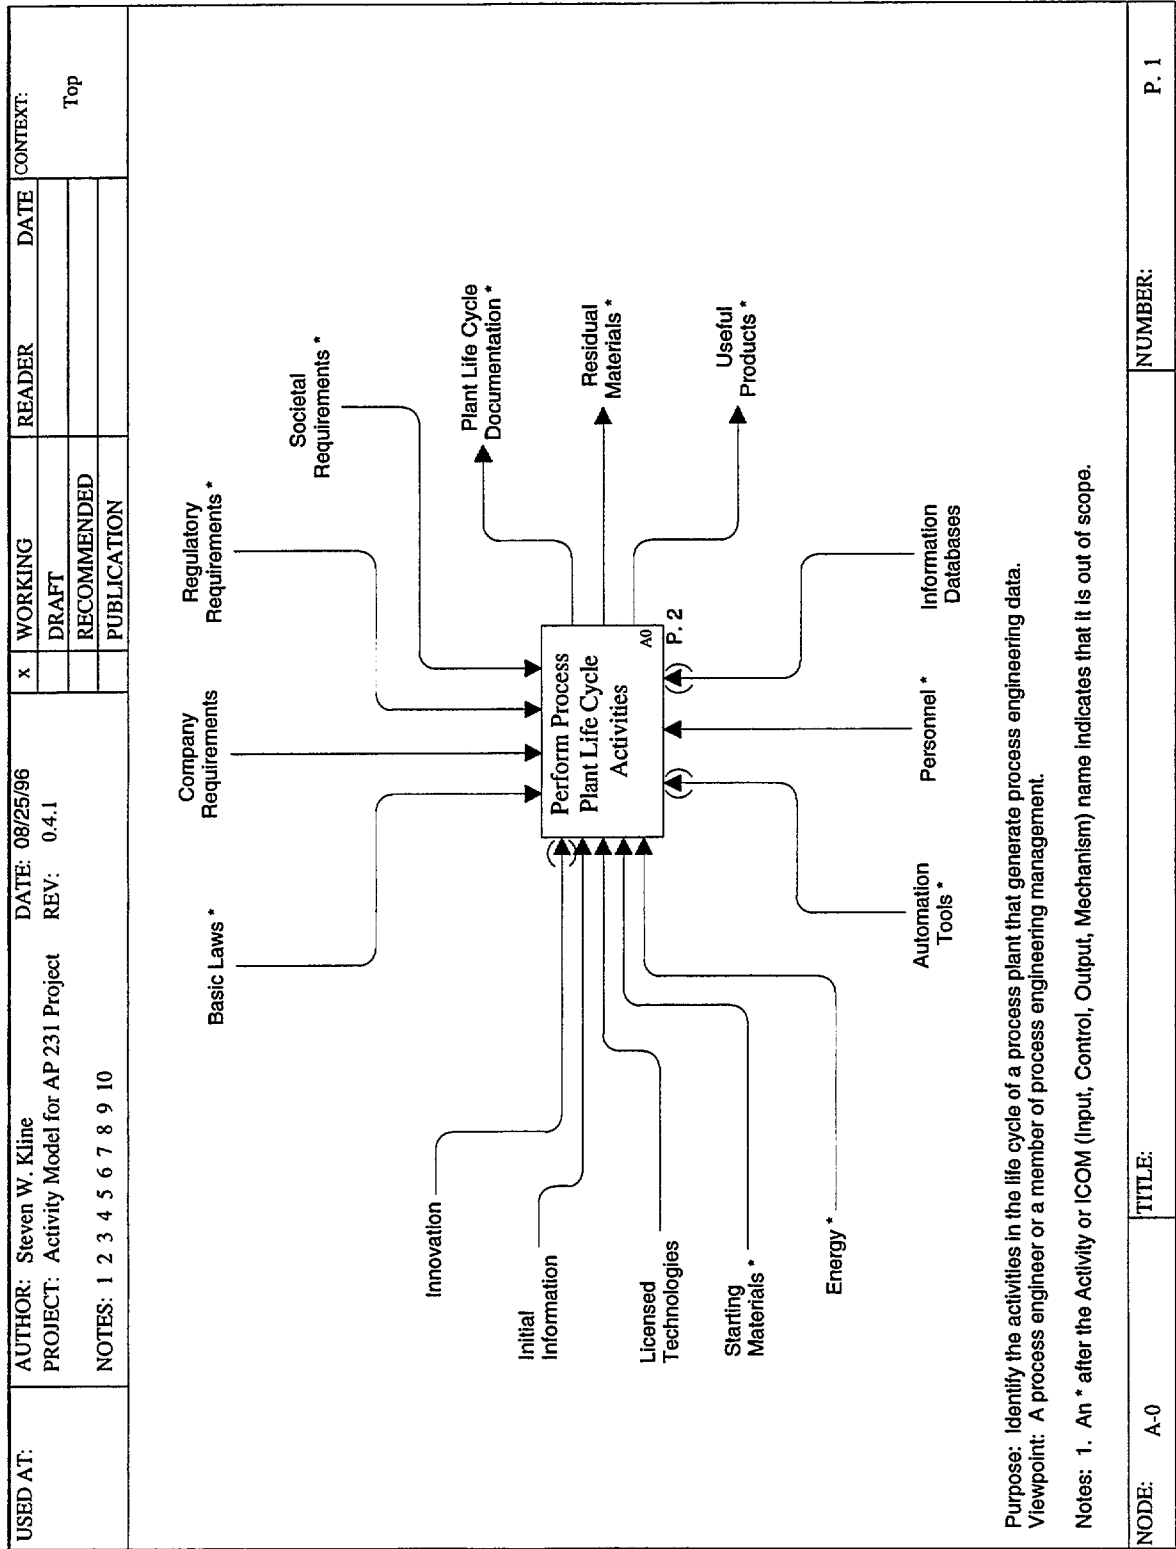 USED AT:
AUTHOR: Steven W. Kline
DATE: 08/25/96
PROJECT: Activity Model for AP 231 Project
REV: 0.4.1
NOTES: 1 2 3 4 5 6 7 8 9 10
x WORKING
DRAFT
RECOMMENDED
PUBLICATION
READER
DATE
CONTEXT:
Top
Basic Laws *
Company
Requirements
Regulatory
Requirements *
Societal
Requirements *
Innovation
Initial
Information
Licensed
Technologies
Starting
Materials *
Energy *
Perform Process
Plant Life Cycle
Activities
A0
P. 2
Plant Life Cycle
Documentation *
Residual
Materials *
Useful
Products *
Automation
Tools *
Personnel *
Information
Databases
Purpose: Identify the activities in the life cycle of a process plant that generate process engineering data.
Viewpoint: A process engineer or a member of process engineering management.
Notes: 1. An * after the Activity or ICOM (Input, Control, Output, Mechanism) name indicates that it is out of scope.
NODE:
A-0
TITLE:
NUMBER:
P. 1